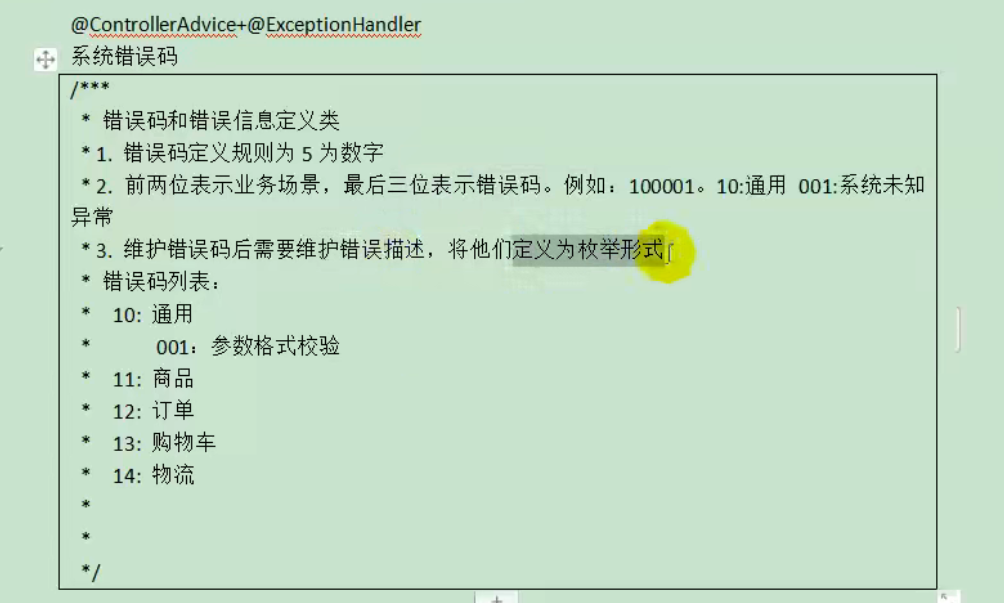 @ControllerAdvice+@ExceptionHandler
系统错误码
/***
* 错误码和错误信息定义类
* 1. 错误码定义规则为 5 为数字
* 2. 前两位表示业务场景，最后三位表示错误码。例如：100001。10:通用 001:系统未知
异常
* 3. 维护错误码后需要维护错误描述，将他们定义为枚举形式
* 错误码列表：
* 10: 通用
* 001：参数格式校验
* 11: 商品
* 12: 订单
* 13: 购物车
* 14: 物流
*
*
*/